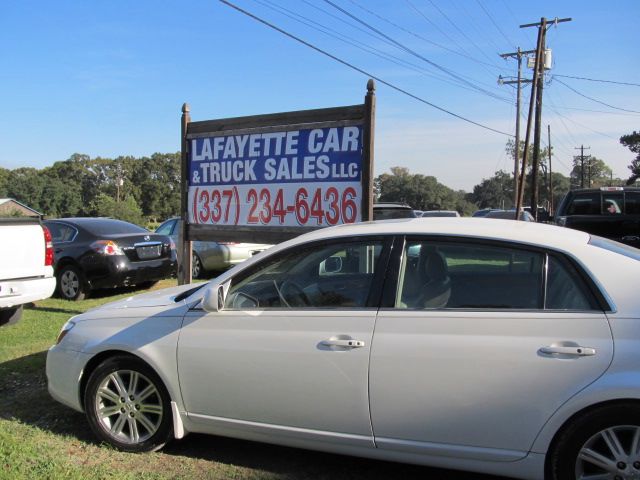 LAFAYETTE CAR
& TRUCK SALES LLC
(337) 234-6436